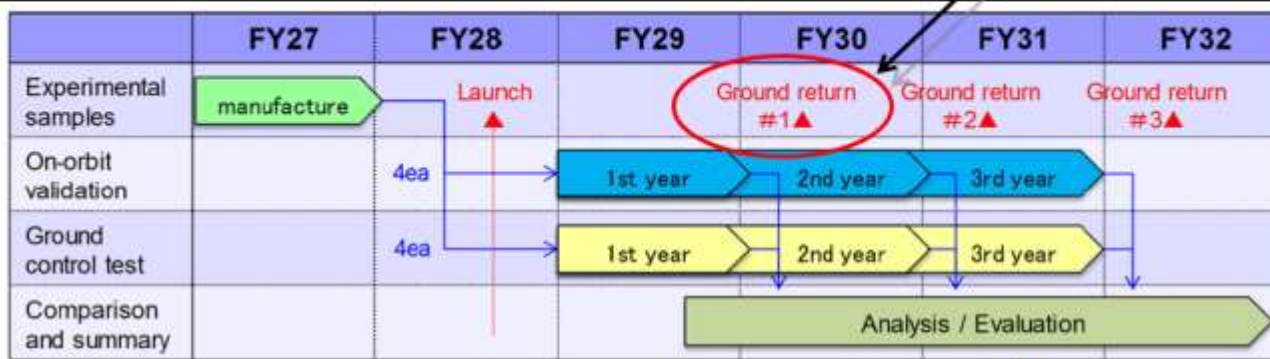 FY27 FY28 FY29 FY30 FY31 FY32
Experimental
samples
manufacture
Launch
Ground return
#1▲
Ground return
#2▲
Ground return
#3▲
On-orbit
validation
4ea
1st year
2nd year
3rd year
Ground
control test
4ea
1st year
2nd year
3rd year
Comparison
and summary
Analysis / Evaluation